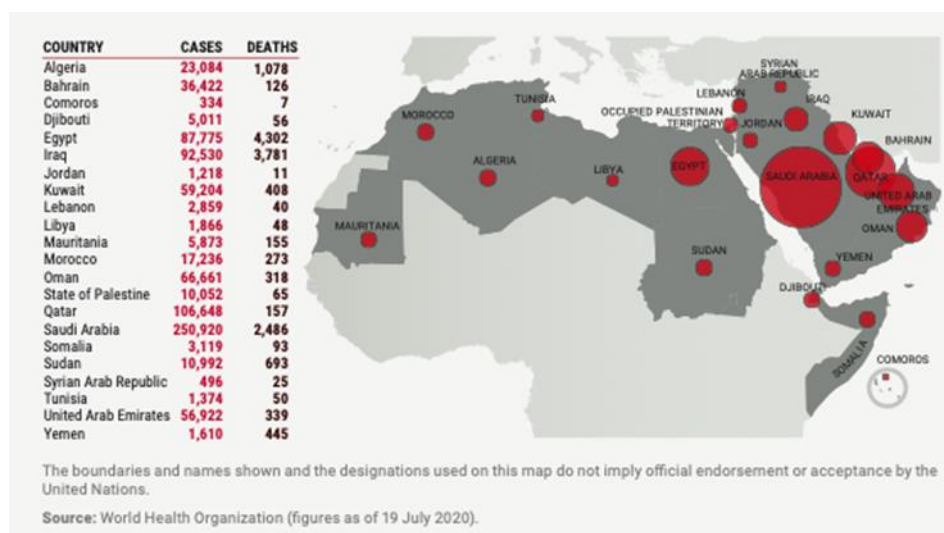 COUNTRY CASES DEATHS
Algeria 23,084 1,078
Bahrain 36,422 126
Comoros 334 7
Djibouti 5,011 56
Egypt 87,775 4,302
Iraq 92,530 3,781
Jordan 1,218 11
Kuwait 59,204 408
Lebanon 2,859 40
Libya 1,866 48
Mauritania 5,873 155
Morocco 17,236 273
Oman 66,661 318
State of Palestine 10,052 65
Qatar 106,648 157
Saudi Arabia 250,920 2,486
Somalia 3,119 93
Sudan 10,992 693
Syrian Arab Republic 496 25
Tunisia 1,374 50
United Arab Emirates 56,922 339
Yemen 1,610 445
SYRIAN
ARAB REPUBLIC
LEBANON
IRAQ
TUNISIA
OCCUPIED PALESTINIAN
TERRITORY
JORDAN
KUWAIT
MOROCCO
BAHRAIN
ALGERIA
LIBYA
EGYPT
SAUDI ARABIA
QATAR
UNITED ARAB
EMIRATES
MAURITANIA
OMAN
SUDAN
YEMEN
DJIBOUTI
SOMALIA
COMOROS
The boundaries and names shown and the designations used on this map do not imply official endorsement or acceptance by the
United Nations.
Source: World Health Organization (figures as of 19 July 2020).